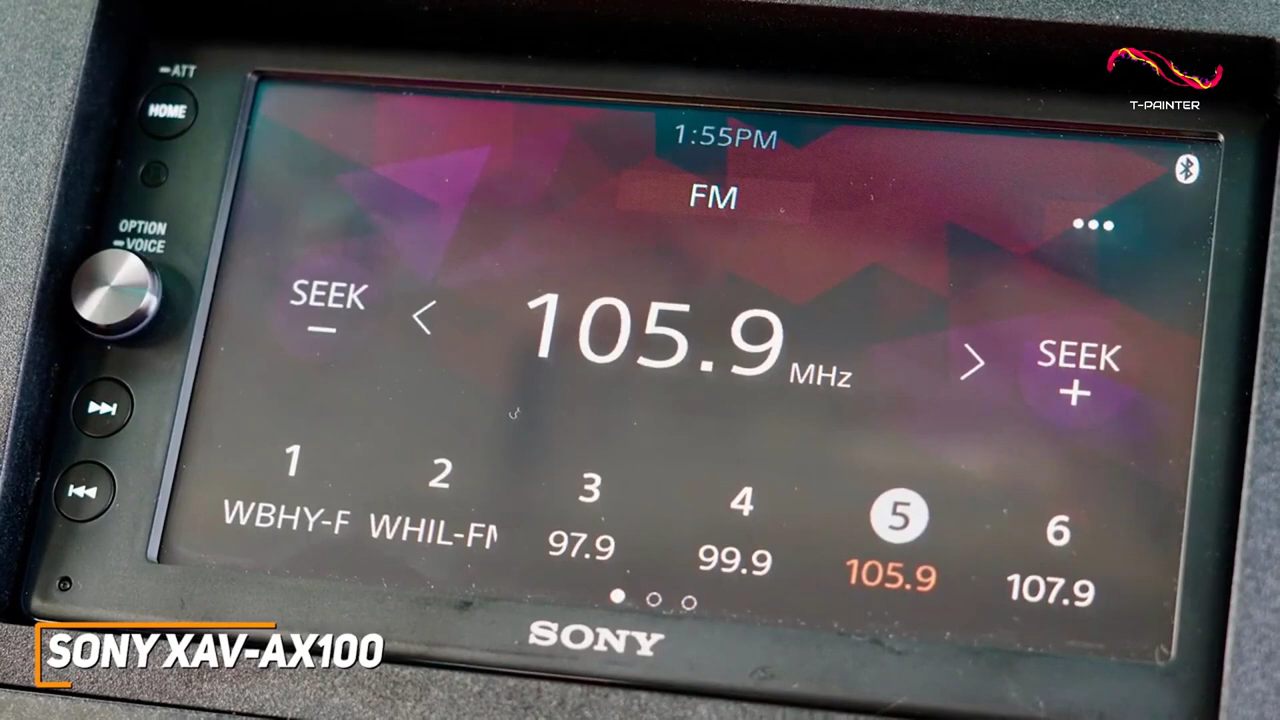 T-PAINTER
ATT
HOME
OPTION
VOICE
1:55PM
FM
SEEK
−
<
105.9 MHz
>
SEEK
+
1 2 3 4 5 6
WBHY-F WHIL-FM 97.9 99.9 105.9 107.9
SONY
SONY XAV-AX100